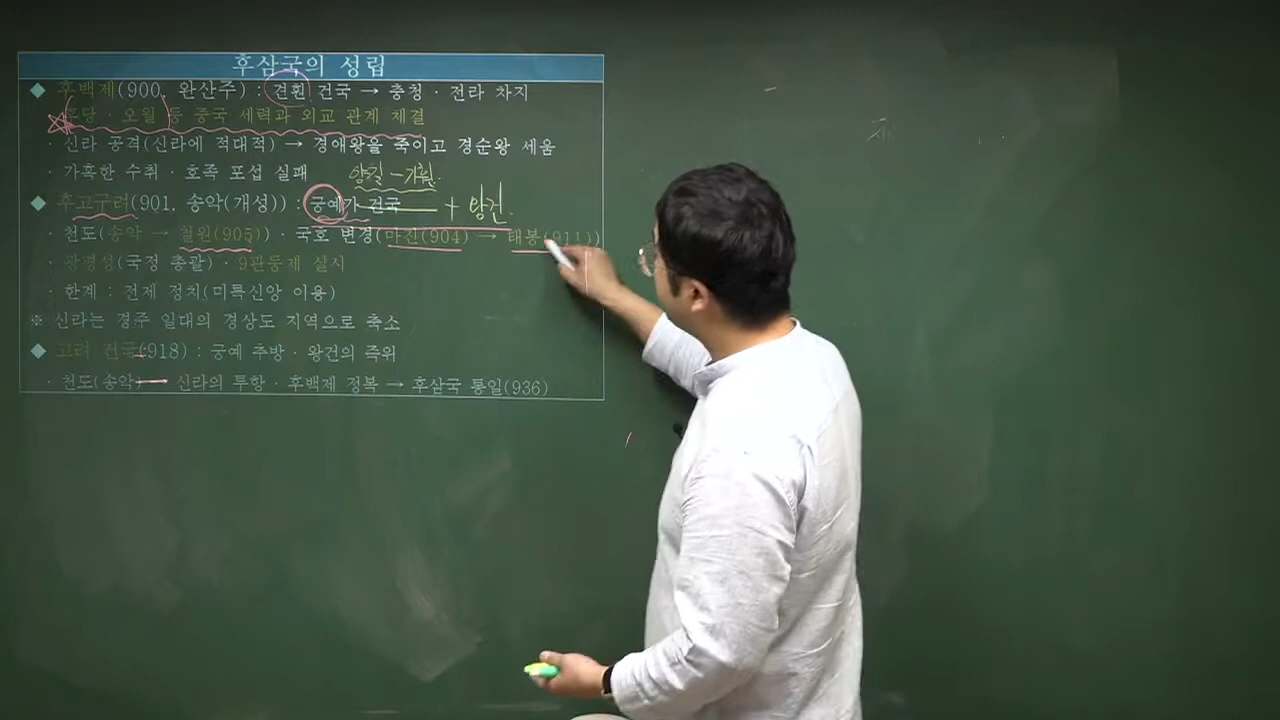 후삼국의 성립
◆ 후백제(900, 완산주) : 견훤 건국 → 충청 · 전라 차지
후당 · 오월 등 중국 세력과 외교 관계 체결
· 신라 공격(신라에 적대적) → 경애왕을 죽이고 경순왕 세움
· 가혹한 수취 · 호족 포섭 실패
양길 -
◆ 후고구려(901, 송악(개성)) : 궁예가 건국 + 왕건
· 천도(송악 → 철원(905)) · 국호 변경(마진(904) → 태봉(911))
· 광평성(국정 총괄) · 9관등제 실시
· 한계 : 전제 정치(미륵신앙 이용)
※ 신라는 경주 일대의 경상도 지역으로 축소
◆ 고려 건국(918) : 궁예 추방 · 왕건의 즉위
· 천도(송악) 신라의 투항 · 후백제 정복 → 후삼국 통일(936)